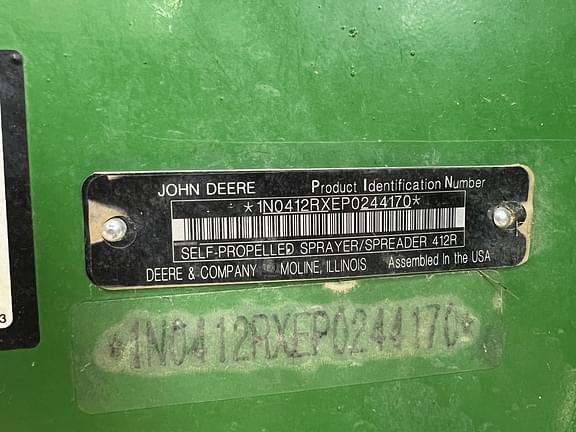 JOHN DEERE Product Identification Number
*1N0412RXEP0244170*
SELF-PROPELLED SPRAYER/SPREADER 412R
DEERE & COMPANY MOLINE, ILLINOIS Assembled In the USA
*1N0412RXEP0244170*
3